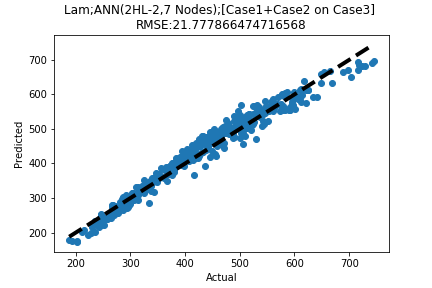 Lam;ANN(2HL-2,7 Nodes);[Case1+Case2 on Case3]
RMSE:21.777866474716568
700
600
500
400
300
200
Predicted
200 300 400 500 600 700
Actual